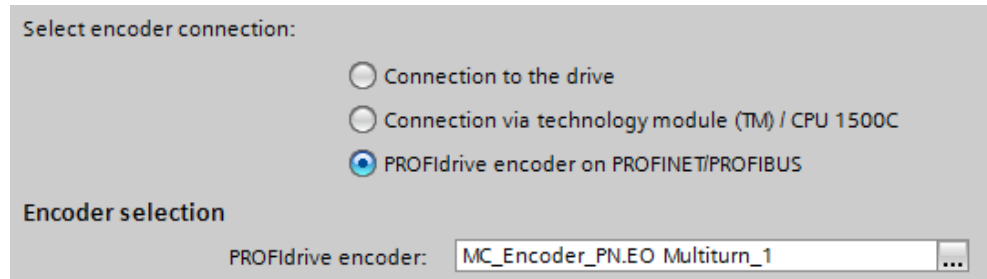 Select encoder connection:
Connection to the drive
Connection via technology module (TM) / CPU 1500C
PROFIdrive encoder on PROFINET/PROFIBUS
Encoder selection
PROFIdrive encoder: MC_Encoder_PN.EO Multiturn_1 ...